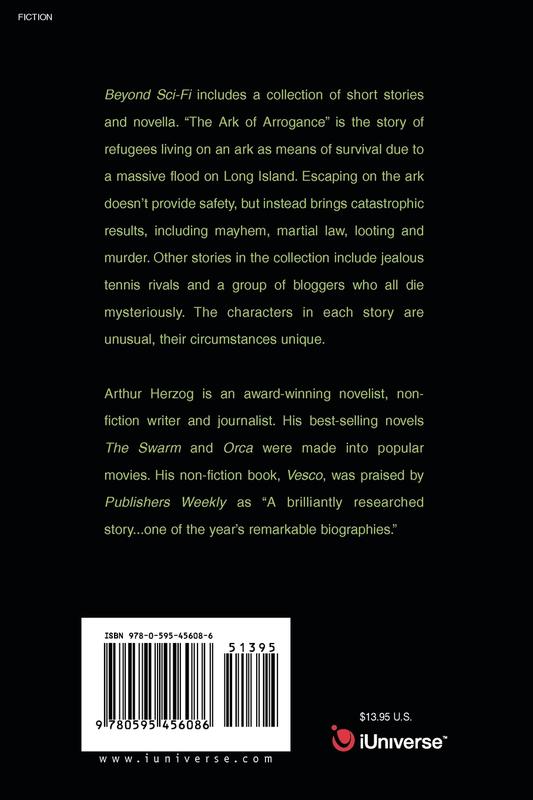 FICTION
Beyond Sci-Fi includes a collection of short stories
and novella. “The Ark of Arrogance” is the story of
refugees living on an ark as means of survival due to
a massive flood on Long Island. Escaping on the ark
doesn’t provide safety, but instead brings catastrophic
results, including mayhem, martial law, looting and
murder. Other stories in the collection include jealous
tennis rivals and a group of bloggers who all die
mysteriously. The characters in each story are
unusual, their circumstances unique.
Arthur Herzog is an award-winning novelist, non-
fiction writer and journalist. His best-selling novels
The Swarm and Orca were made into popular
movies. His non-fiction book, Vesco, was praised by
Publishers Weekly as “A brilliantly researched
story...one of the year’s remarkable biographies.”
ISBN 978-0-595-45608-6
51395
9 780595 456086
www.iuniverse.com
$13.95 U.S.
iUniverse™